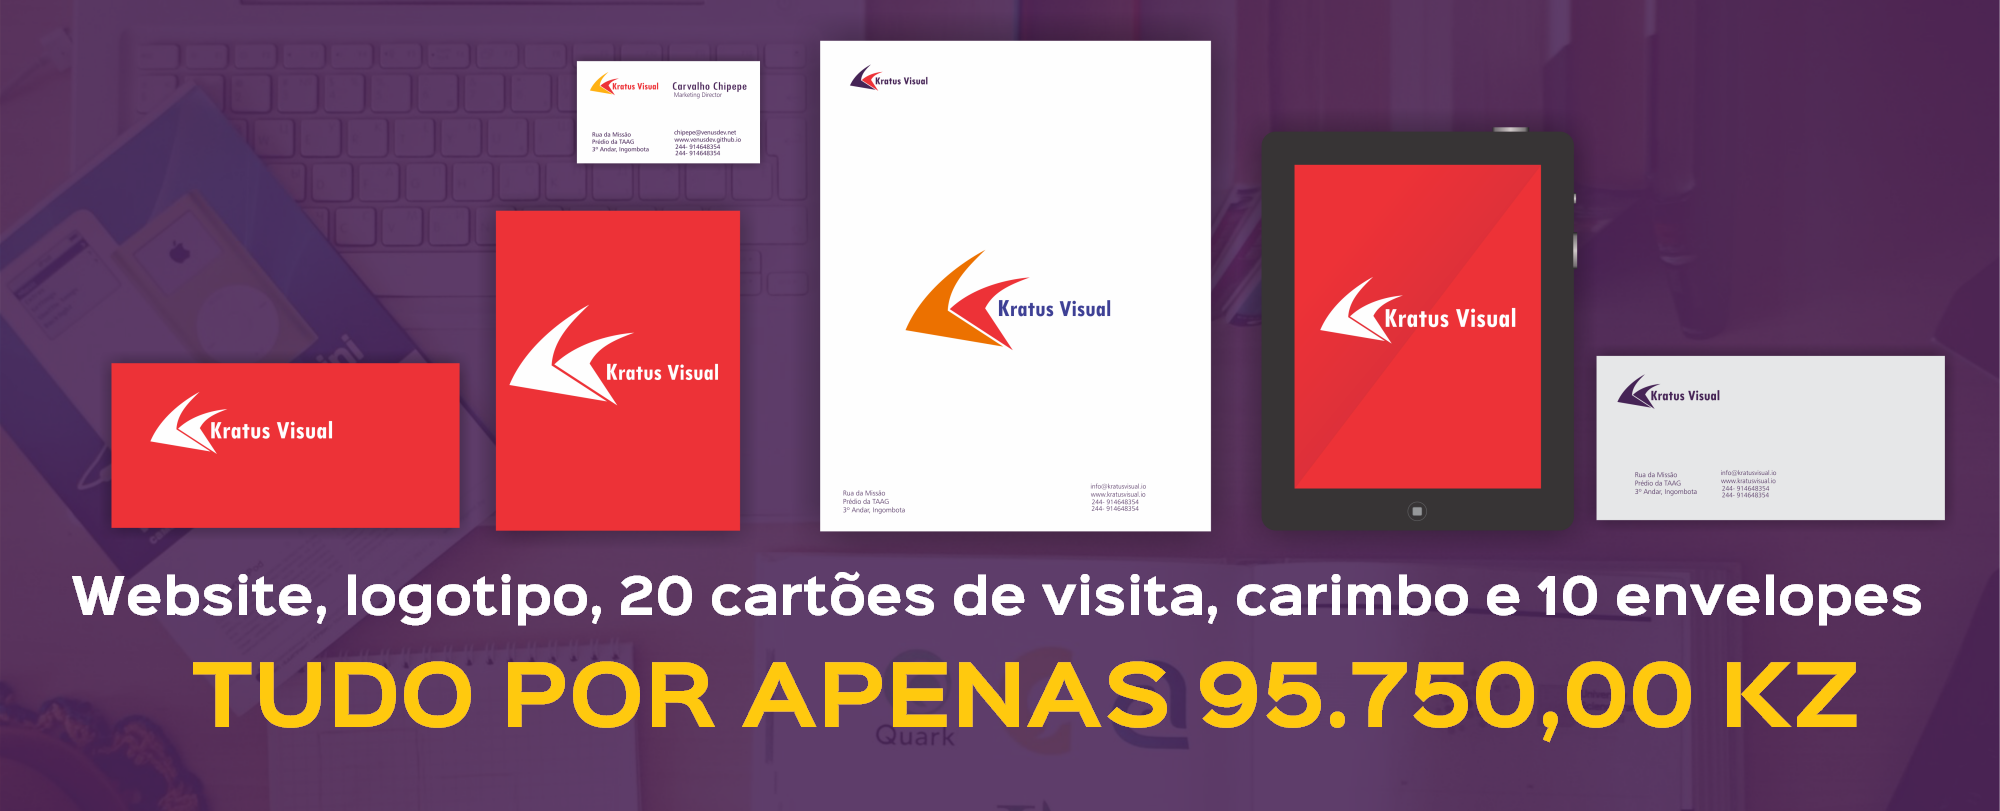 Kratus Visual
Carvalho Chipepe
Marketing Director
Rua da Missão
Prédio da TAAG
3º Andar, Ingombota
chipepe@venusdev.net
www.venusdev.github.io
244- 914648354
244- 914648354
Kratus Visual
Kratus Visual
Rua da Missão
Prédio da TAAG
3º Andar, Ingombota
info@kratusvisual.io
www.kratusvisual.io
244- 914648354
244- 914648354
Kratus Visual
Kratus Visual
Kratus Visual
Kratus Visual
Rua da Missão
Prédio da TAAG
3º Andar, Ingombota
info@kratusvisual.io
www.kratusvisual.io
244- 914648354
244- 914648354
Website, logotipo, 20 cartões de visita, carimbo e 10 envelopes
TUDO POR APENAS 95.750,00 KZ
Quark